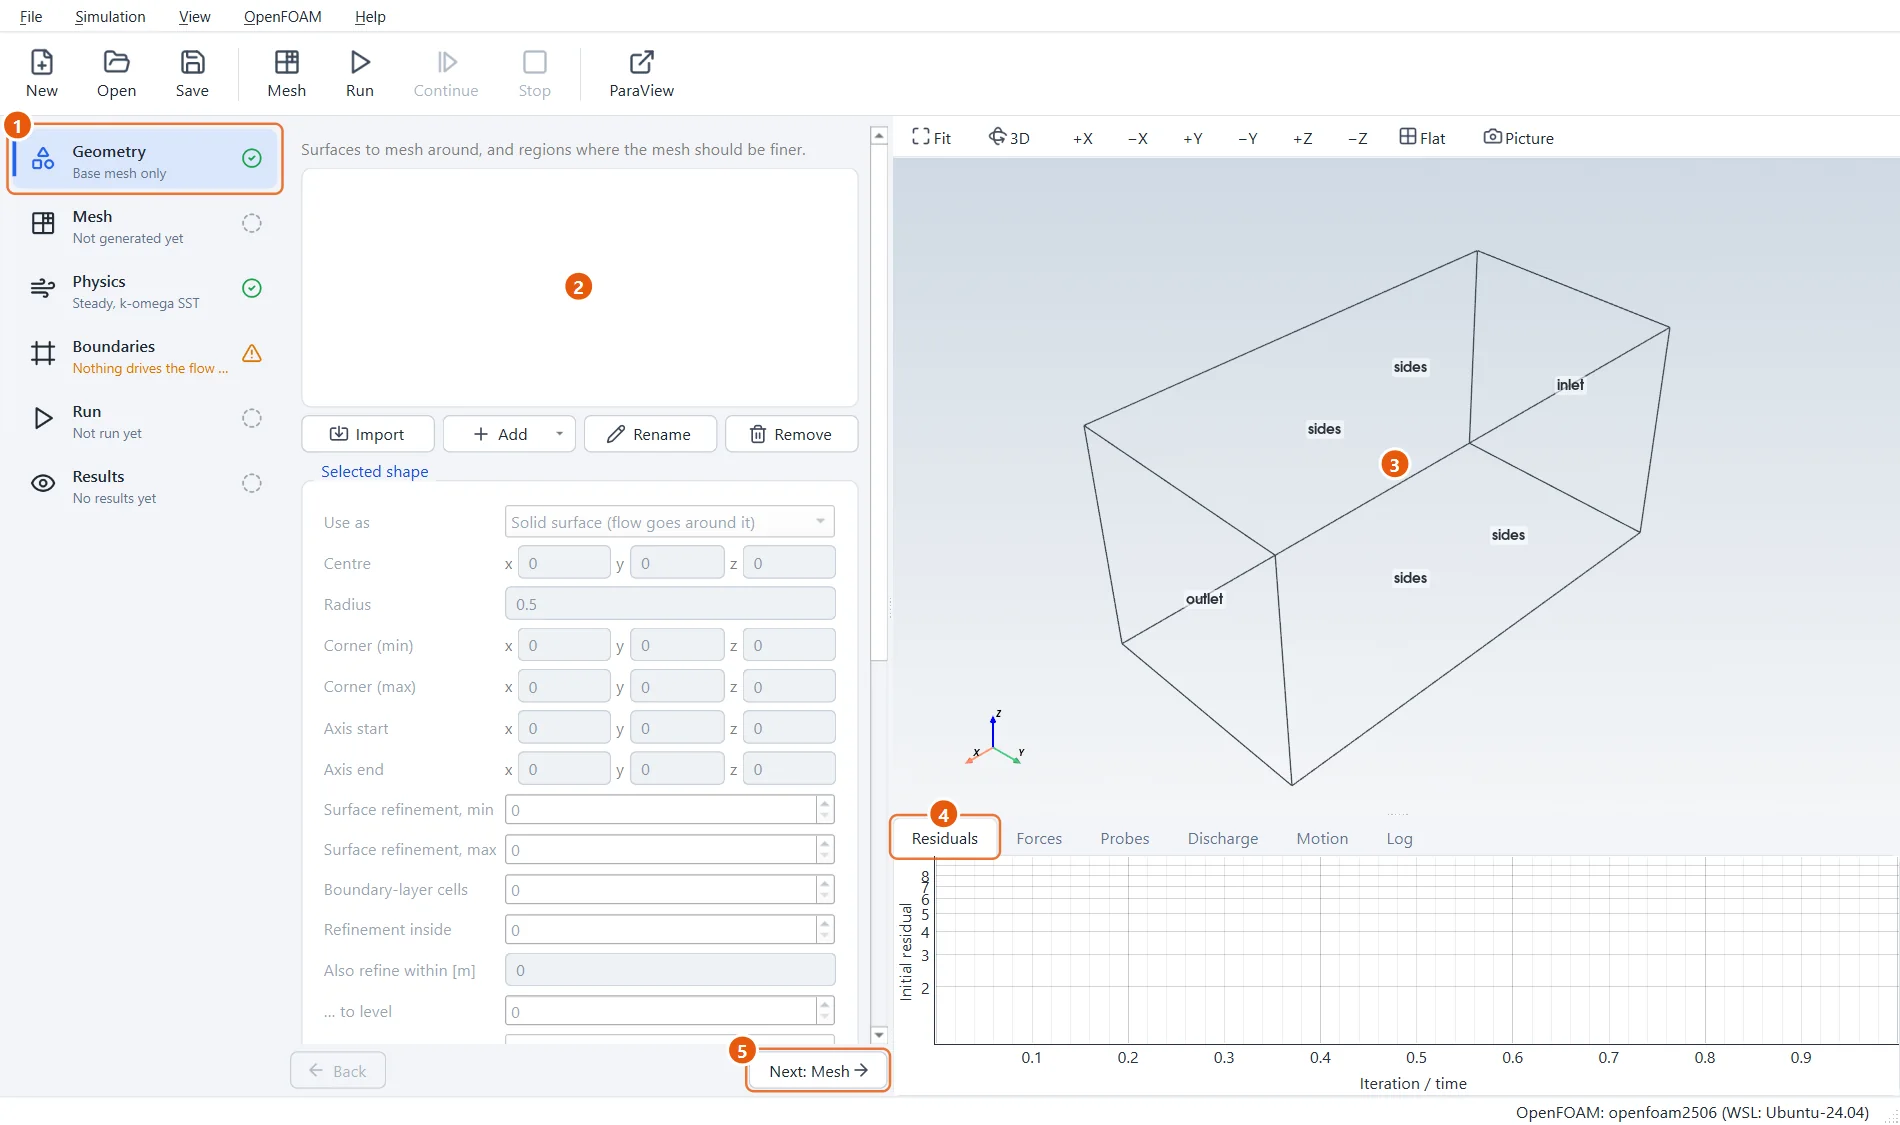 File Simulation View OpenFOAM Help
New Open Save Mesh Run Continue Stop ParaView
1
Geometry
Base mesh only
Mesh
Not generated yet
Physics
Steady, k-omega SST
Boundaries
Nothing drives the flow ...
Run
Not run yet
Results
No results yet
Surfaces to mesh around, and regions where the mesh should be finer.
2
Import Add Rename Remove
Selected shape
Use as Solid surface (flow goes around it)
Centre x 0 y 0 z 0
Radius 0.5
Corner (min) x 0 y 0 z 0
Corner (max) x 0 y 0 z 0
Axis start x 0 y 0 z 0
Axis end x 0 y 0 z 0
Surface refinement, min 0
Surface refinement, max 0
Boundary-layer cells 0
Refinement inside 0
Also refine within [m] 0
... to level 0
5
Back Next: Mesh
Fit 3D +X −X +Y −Y +Z −Z Flat Picture
sides
inlet
sides
3
sides
sides
outlet
Z
X Y
4
Residuals Forces Probes Discharge Motion Log
8
7
6
5
4
3
2
Initial residual
0.1 0.2 0.3 0.4 0.5 0.6 0.7 0.8 0.9
Iteration / time
OpenFOAM: openfoam2506 (WSL: Ubuntu-24.04)